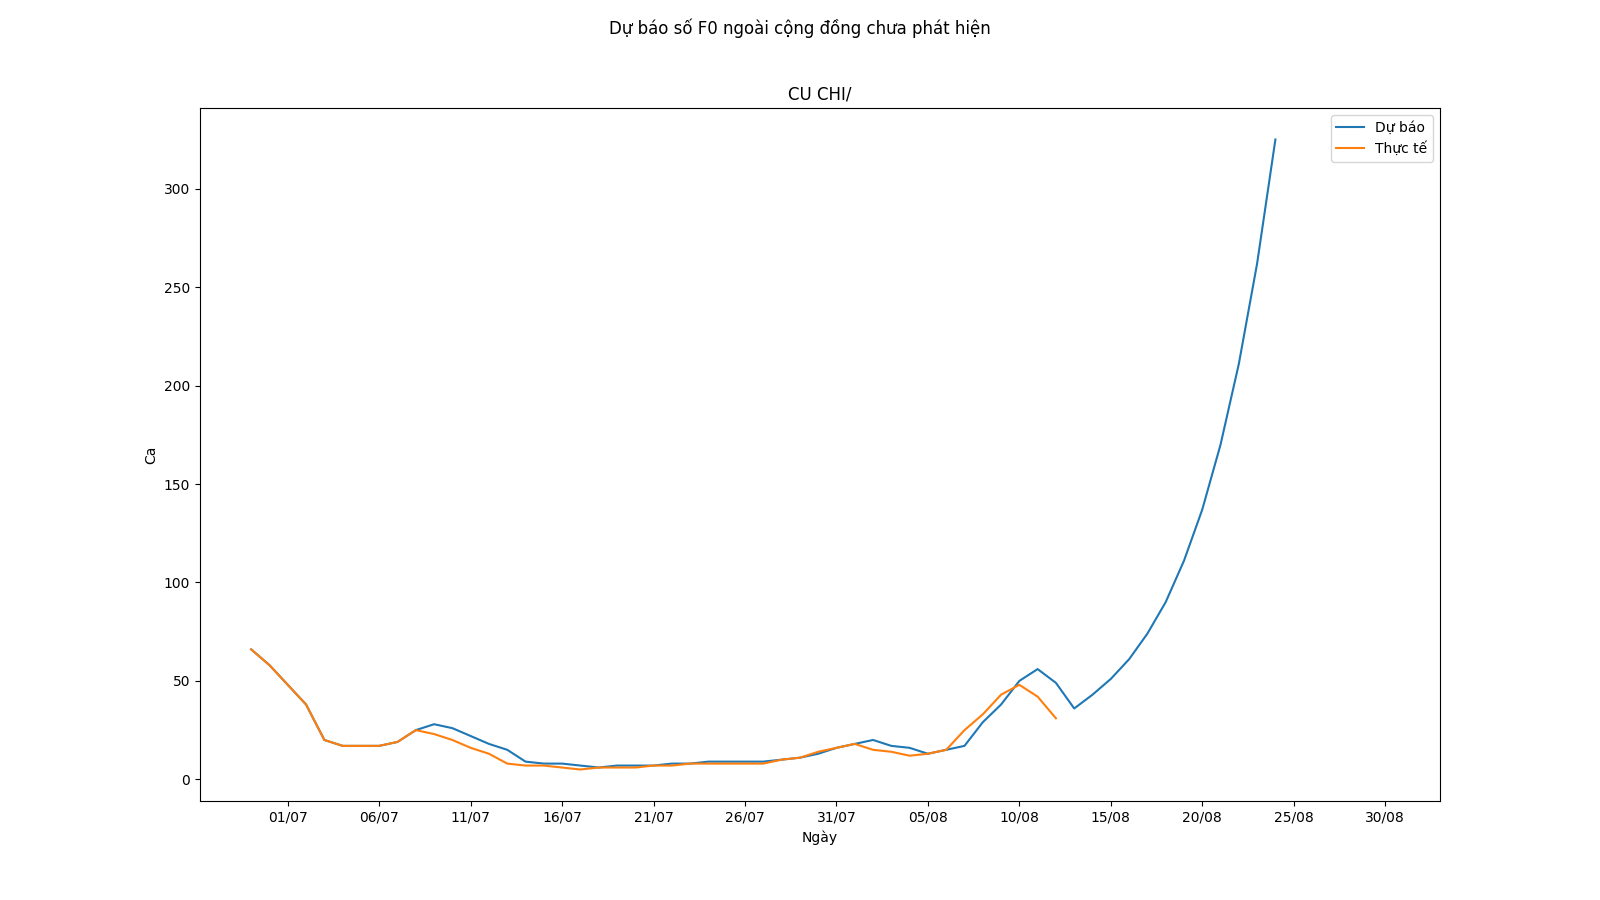 Dự báo số F0 ngoài cộng đồng chưa phát hiện
CU CHI/
Dự báo
Thực tế
300
250
200
150
100
50
0
Ca
01/07 06/07 11/07 16/07 21/07 26/07 31/07 05/08 10/08 15/08 20/08 25/08 30/08
Ngày